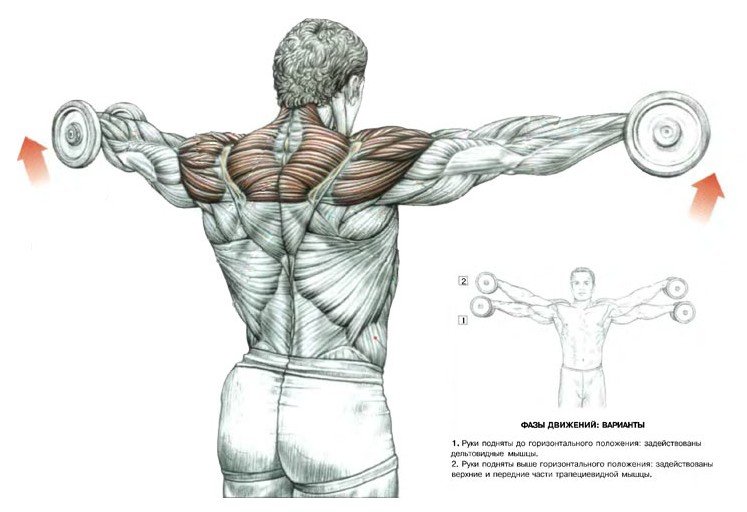 2
1
ФАЗЫ ДВИЖЕНИЙ: ВАРИАНТЫ
1. Руки подняты до горизонтального положения: задействованы
дельтовидные мышцы.
2. Руки подняты выше горизонтального положения: задействованы
верхние и передние части трапециевидной мышцы.